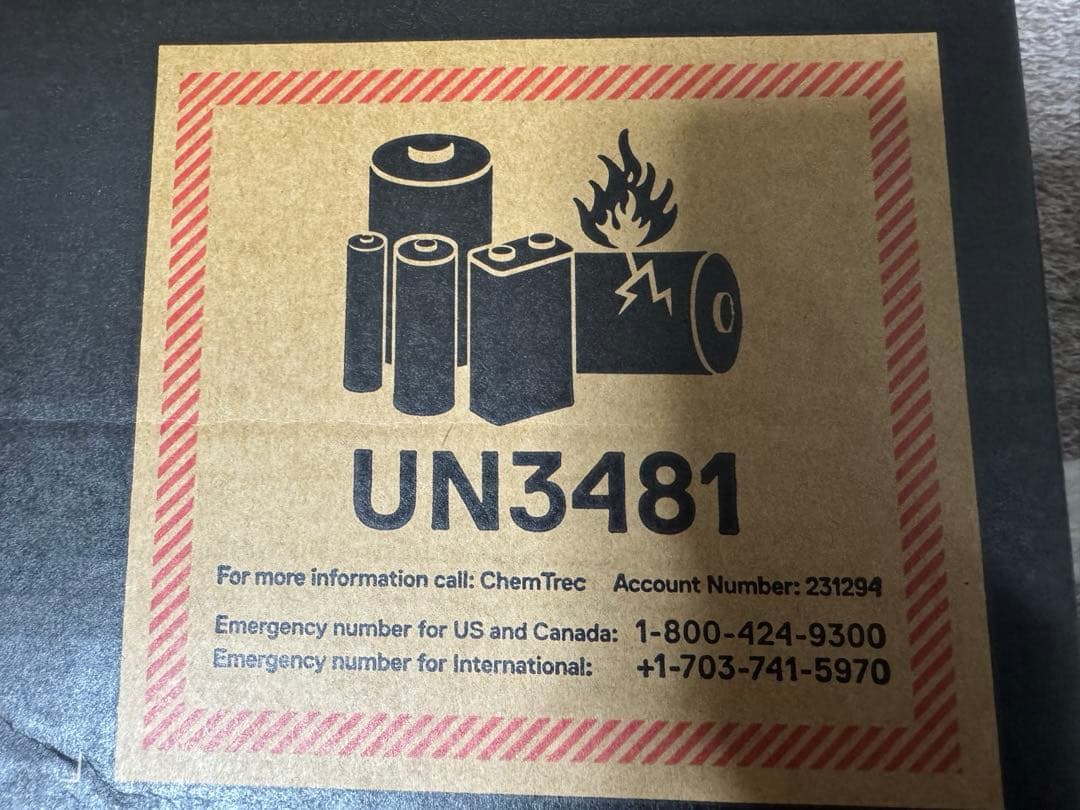 UN3481
For more information call: ChemTrec Account Number: 231294
Emergency number for US and Canada: 1-800-424-9300
Emergency number for International: +1-703-741-5970